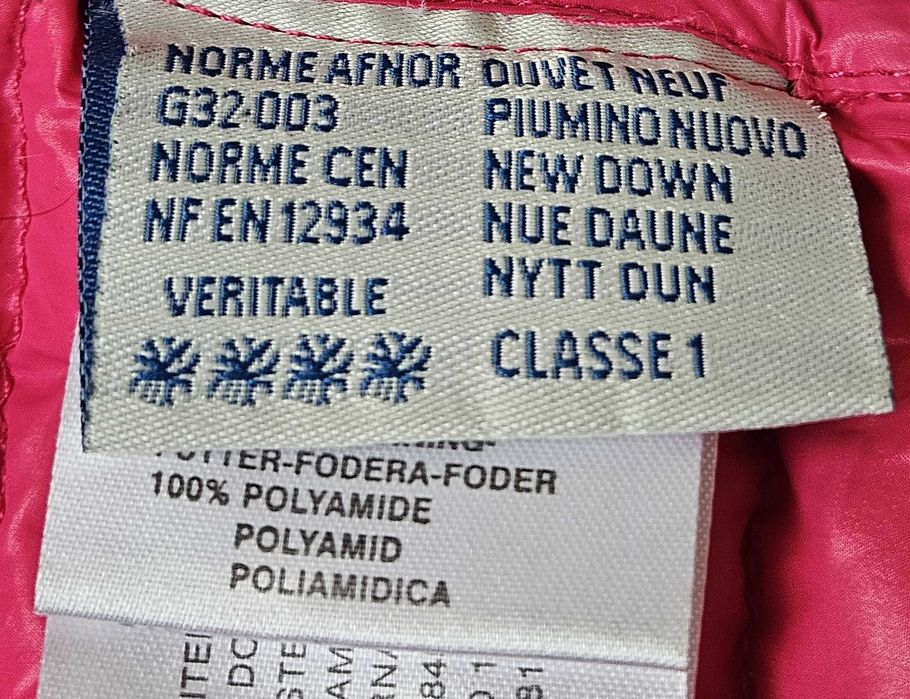 NORME AFNOR
G32-003
NORME CEN
NF EN 12934
VERITABLE
DUVET NEUF
PIUMINO NUOVO
NEW DOWN
NUE DAUNE
NYTT DUN
CLASSE 1
FUTTER-FODERA-FODER
100% POLYAMIDE
POLYAMID
POLIAMIDICA